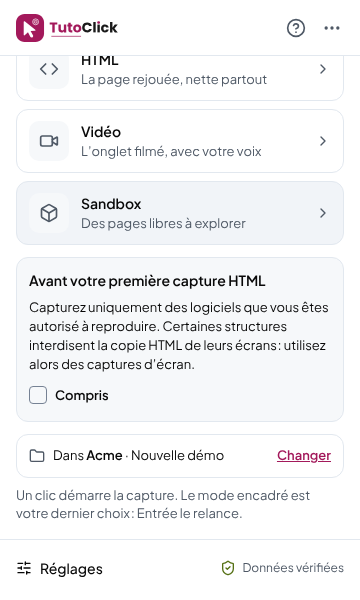 TutoClick
HTML
La page rejouée, nette partout
Vidéo
L'onglet filmé, avec votre voix
Sandbox
Des pages libres à explorer
Avant votre première capture HTML
Capturez uniquement des logiciels que vous êtes
autorisé à reproduire. Certaines structures
interdisent la copie HTML de leurs écrans : utilisez
alors des captures d'écran.
Compris
Dans Acme · Nouvelle démo
Changer
Un clic démarre la capture. Le mode encadré est
votre dernier choix : Entrée le relance.
Réglages
Données vérifiées